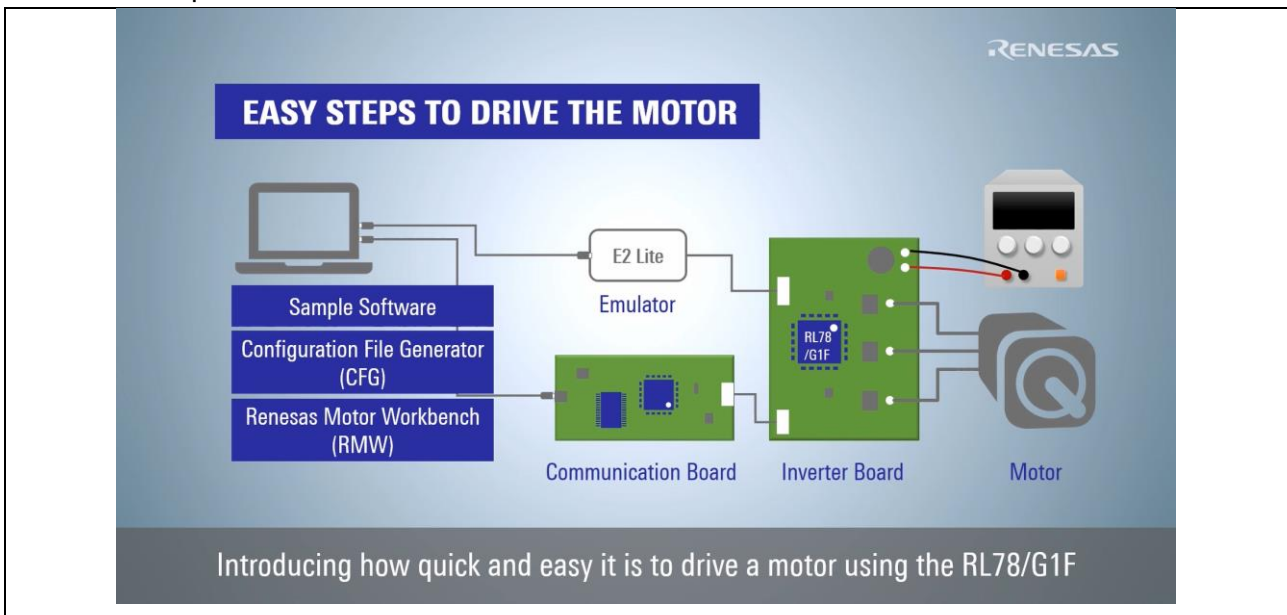 RENESAS
EASY STEPS TO DRIVE THE MOTOR
E2 Lite
Emulator
Sample Software
Configuration File Generator
(CFG)
Renesas Motor Workbench
(RMW)
RL78
/G1F
Communication Board
Inverter Board
Motor
Introducing how quick and easy it is to drive a motor using the RL78/G1F